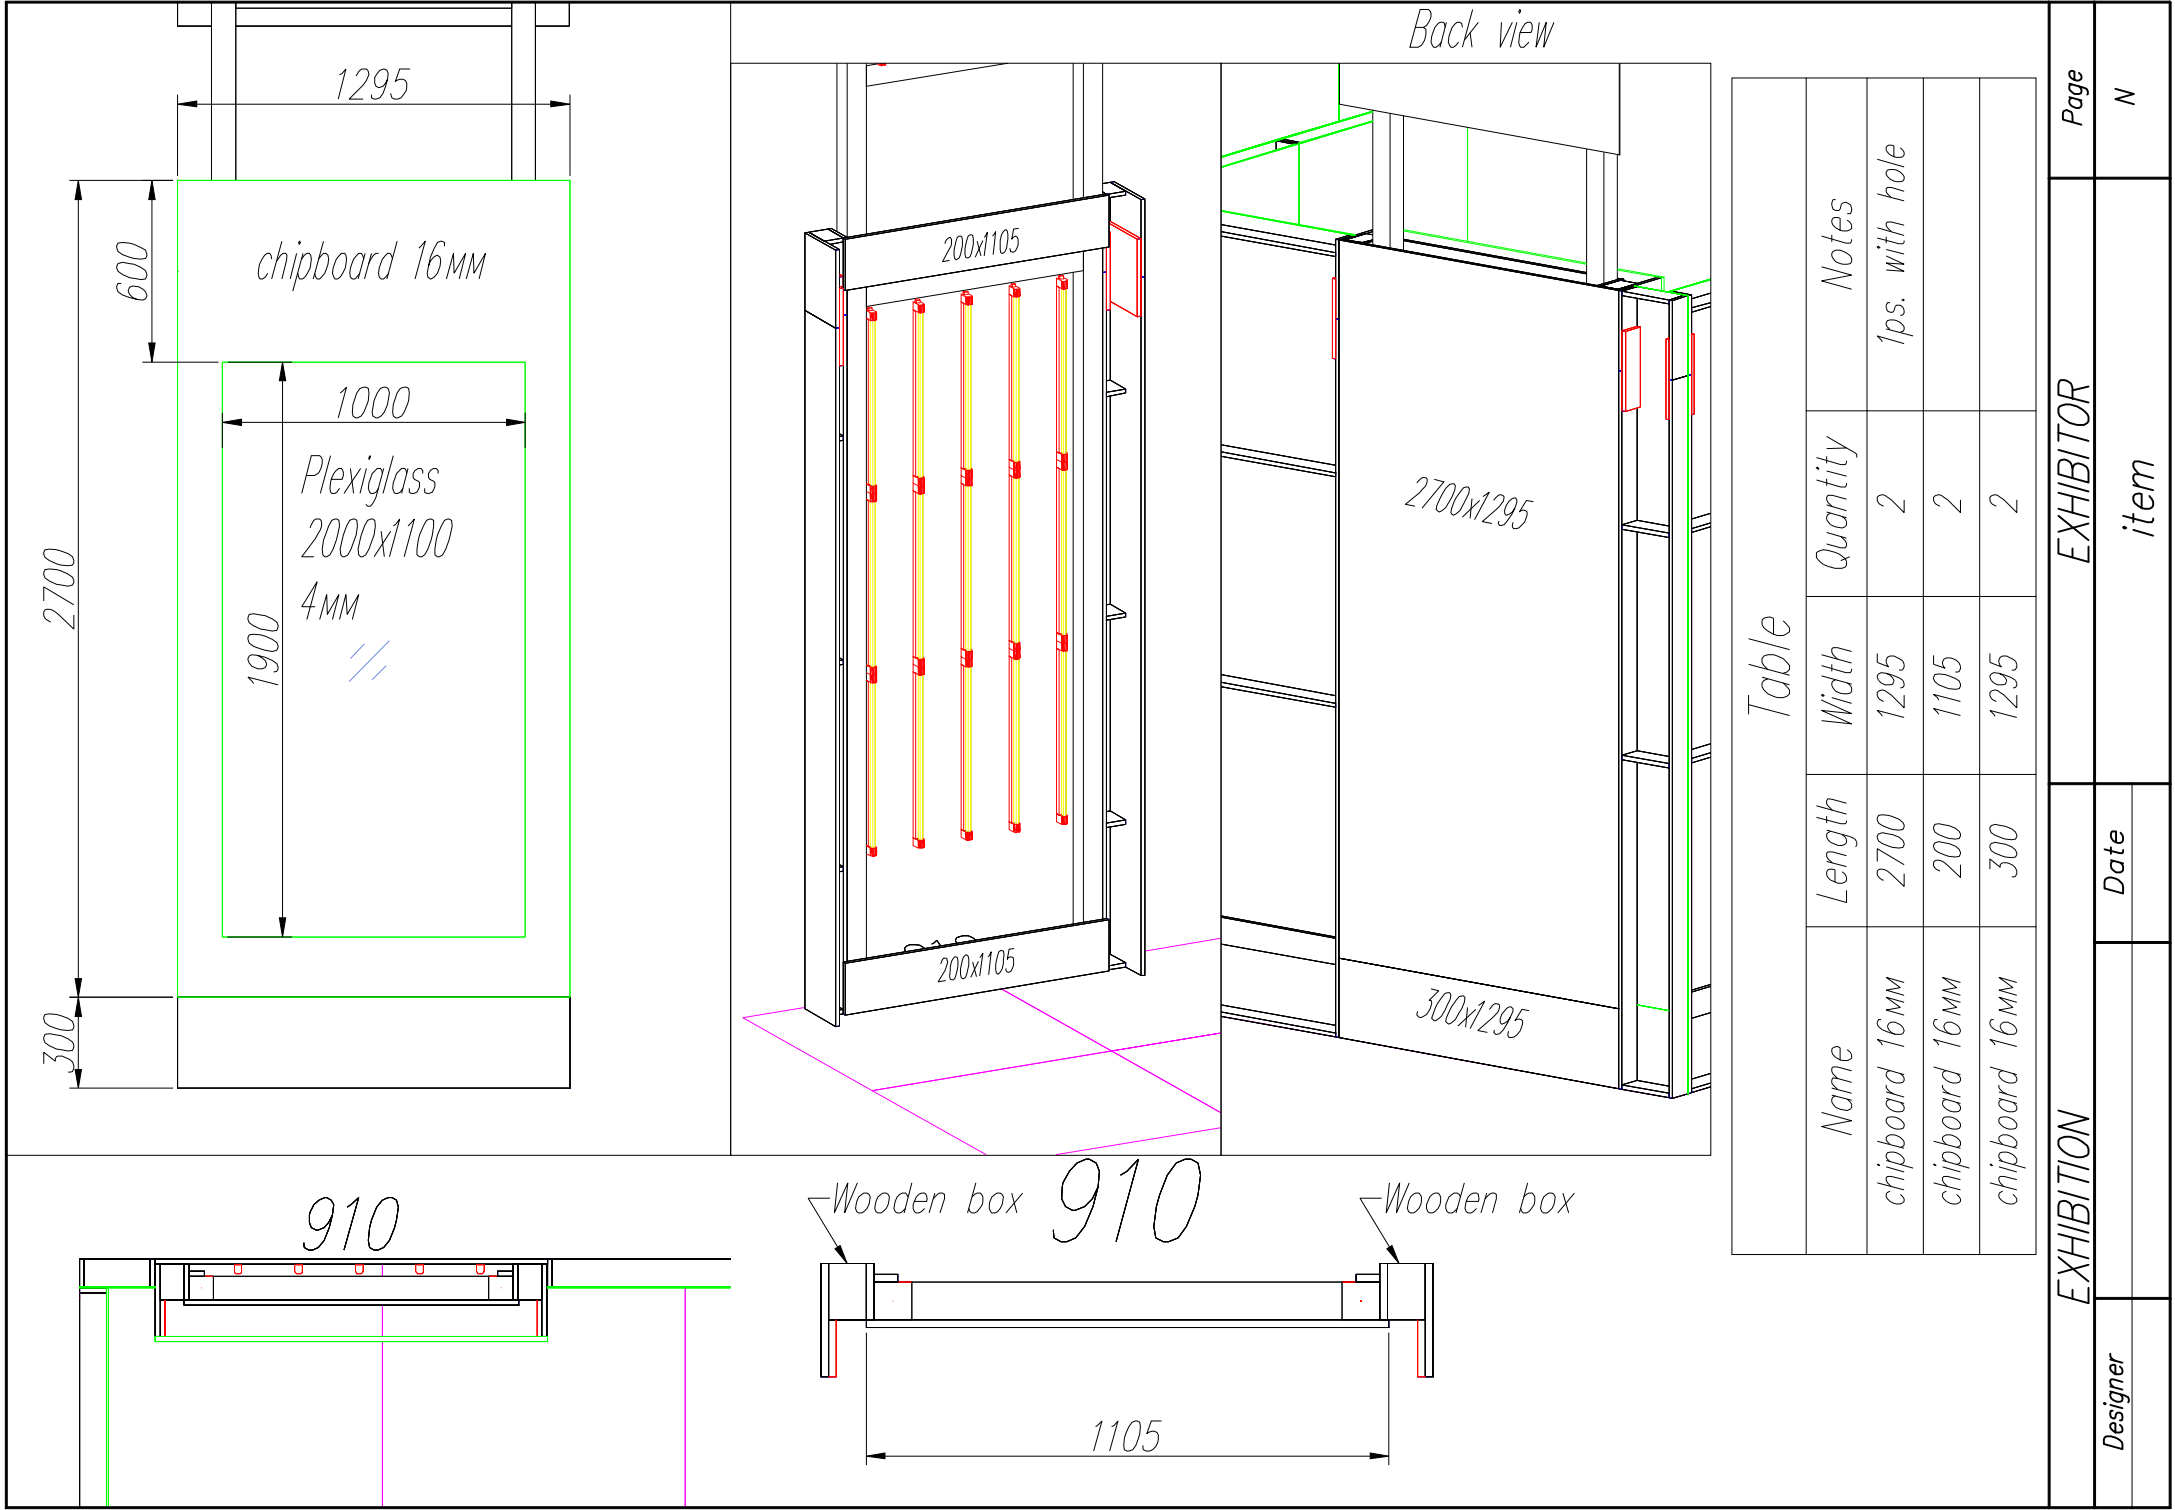 1295
600
chipboard 16мм
1000
Plexiglass
2000x1100
4мм
1900
2700
300
Back view
200x1105
200x1105
2700x1295
300x1295
910
910
Wooden box
Wooden box
1105
Table
Name Length Width Quantity Notes
chipboard 16мм 2700 1295 2 1ps. with hole
chipboard 16мм 200 1105 2
chipboard 16мм 300 1295 2
EXHIBITION
EXHIBITOR
Page
Designer
Date
item
N